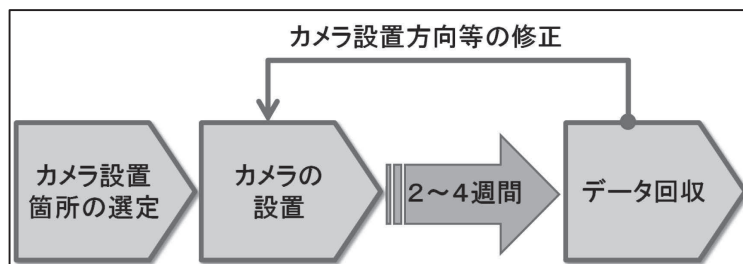 カメラ設置方向等の修正
カメラ設置
箇所の選定
カメラの
設置
2～4週間
データ回収